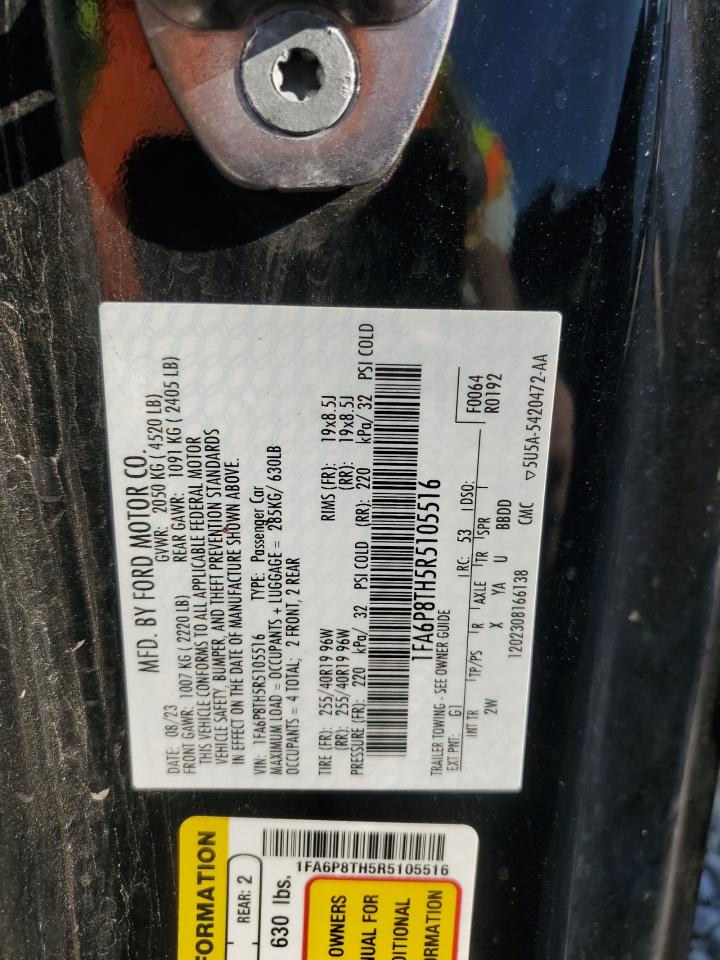 MFD. BY FORD MOTOR CO.
DATE: 08/23 GVWR: 2050 KG ( 4520 LB)
FRONT GAWR: 1007 KG ( 2220 LB) REAR GAWR: 1091 KG ( 2405 LB)
THIS VEHICLE CONFORMS TO ALL APPLICABLE FEDERAL MOTOR
VEHICLE SAFETY, BUMPER, AND THEFT PREVENTION STANDARDS
IN EFFECT ON THE DATE OF MANUFACTURE SHOWN ABOVE.
VIN: 1FA6P8TH5R5105516 TYPE: Passenger Car
MAXIMUM LOAD = OCCUPANTS + LUGGAGE = 285KG/ 630LB
OCCUPANTS = 4 TOTAL: 2 FRONT, 2 REAR
TIRE (FR): 255/40R19 96W RIMS (FR): 19x8.5J
(RR): 255/40R19 96W (RR): 19x8.5J
PRESSURE (FR): 220 kPa/ 32 PSI COLD (RR): 220 kPa/ 32 PSI COLD
1FA6P8TH5R5105516
TRAILER TOWING - SEE OWNER GUIDE
F0064
R0192
EXT PNT: G1 RC: 53 DSO:
INT TR TP/PS R AXLE TR SPR
2W X YA U BBDD
1202308166138 CMC ▽5U5A-5420472-AA
FORMATION
REAR: 2
630 lbs.
1FA6P8TH5R5105516
OWNERS
NUAL FOR
DITIONAL
ORMATION